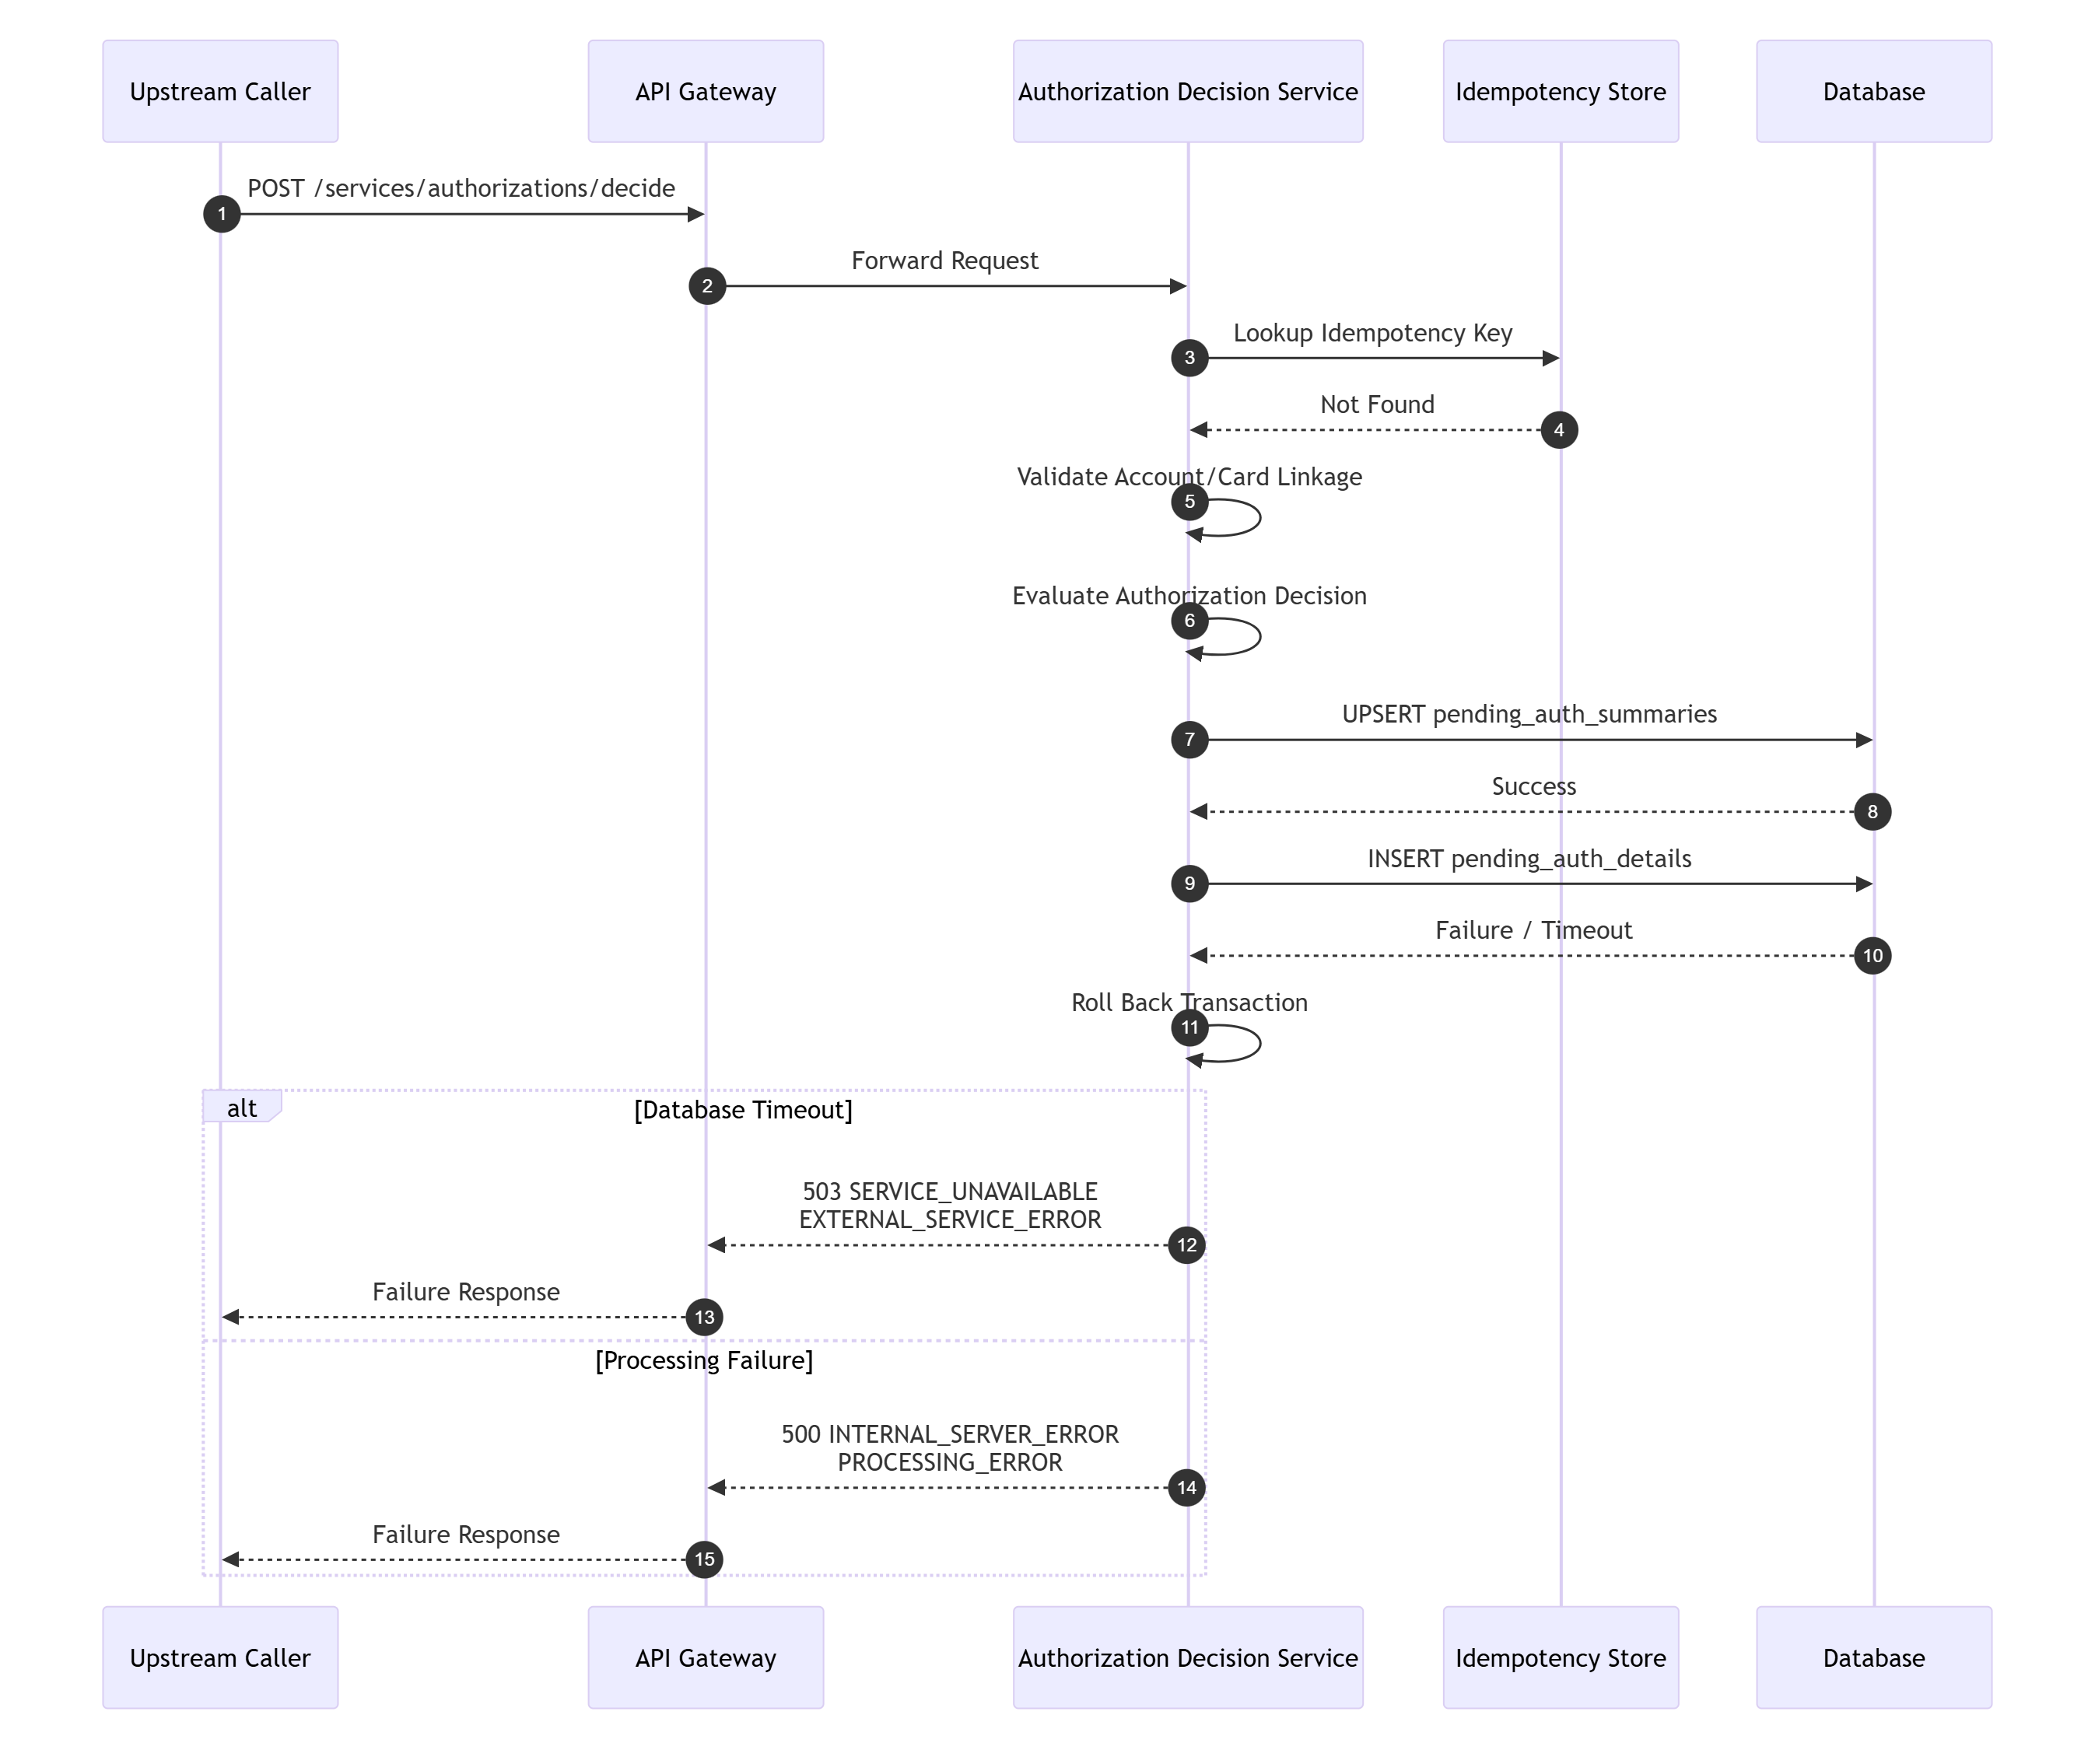 Upstream Caller
API Gateway
Authorization Decision Service
Idempotency Store
Database
POST /services/authorizations/decide
1
Forward Request
2
Lookup Idempotency Key
3
Not Found
4
Validate Account/Card Linkage
5
Evaluate Authorization Decision
6
UPSERT pending_auth_summaries
7
Success
8
INSERT pending_auth_details
9
Failure / Timeout
10
Roll Back Transaction
11
alt
[Database Timeout]
503 SERVICE_UNAVAILABLE
EXTERNAL_SERVICE_ERROR
12
Failure Response
13
[Processing Failure]
500 INTERNAL_SERVER_ERROR
PROCESSING_ERROR
14
Failure Response
15
Upstream Caller
API Gateway
Authorization Decision Service
Idempotency Store
Database